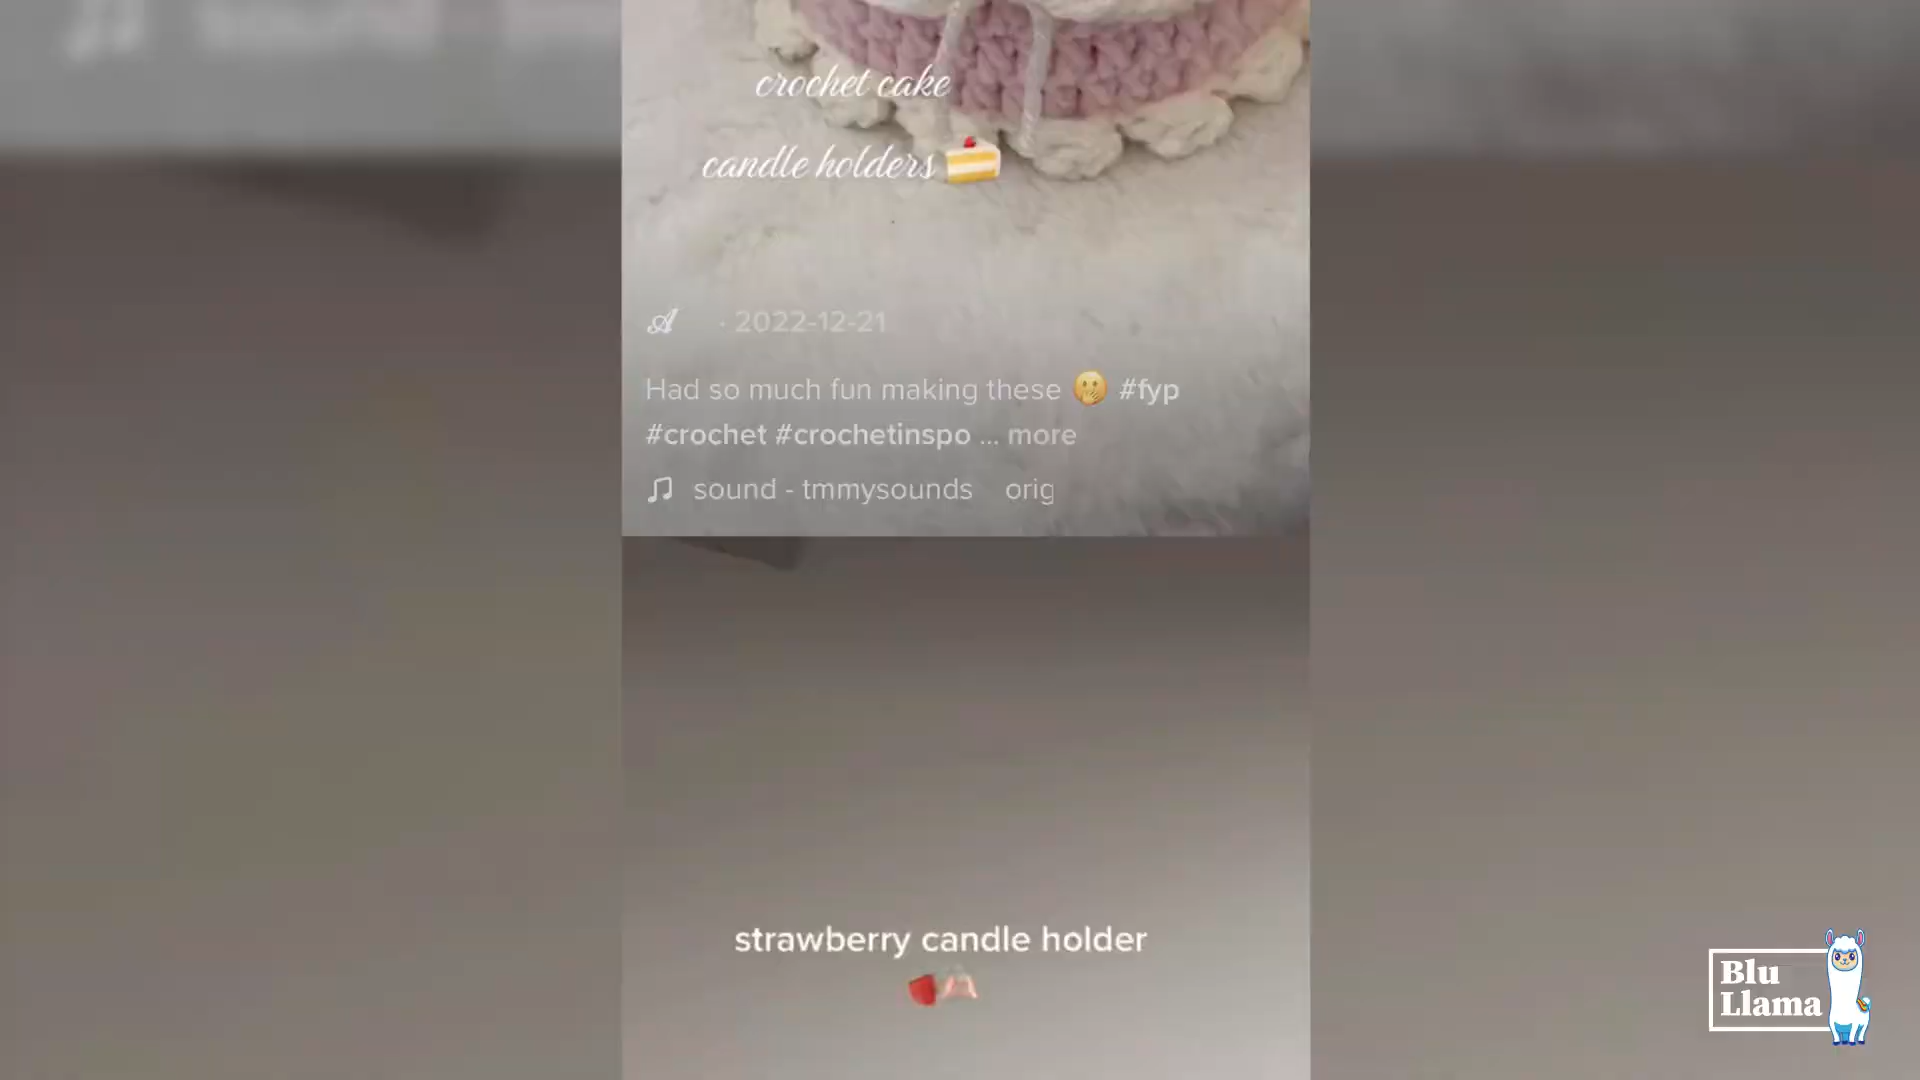 crochet cake
candle holders 🍰
𝒜 · 2022-12-21
Had so much fun making these 🤭 #fyp
#crochet #crochetinspo ... more
sound - tmmysounds orig
strawberry candle holder
Blu
Llama